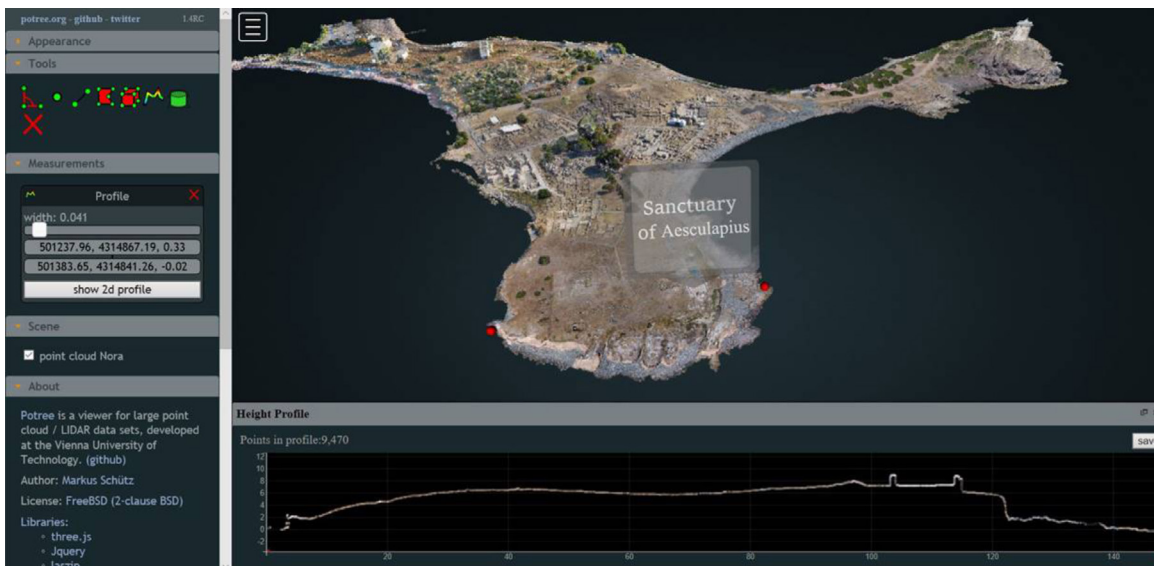 potree.org - github - twitter 1.4RC
Appearance
Tools
Measurements
Profile
width: 0.041
501237.96, 4314867.19, 0.33
501383.65, 4314841.26, -0.02
show 2d profile
Scene
point cloud Nora
About
Potree is a viewer for large point
cloud / LIDAR data sets, developed
at the Vienna University of
Technology. (github)
Author: Markus Schütz
License: FreeBSD (2-clause BSD)
Libraries:
three.js
Jquery
laszip
Sanctuary
of Aesculapius
Height Profile
Points in profile:9,470
sav
12
10
8
6
4
2
0
-2
20 40 60 80 100 120 140